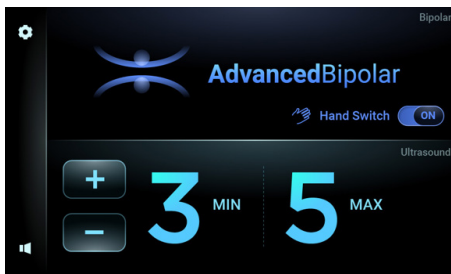 Bipolar
AdvancedBipolar
Hand Switch ON
Ultrasound
+ 3 MIN 5 MAX
−